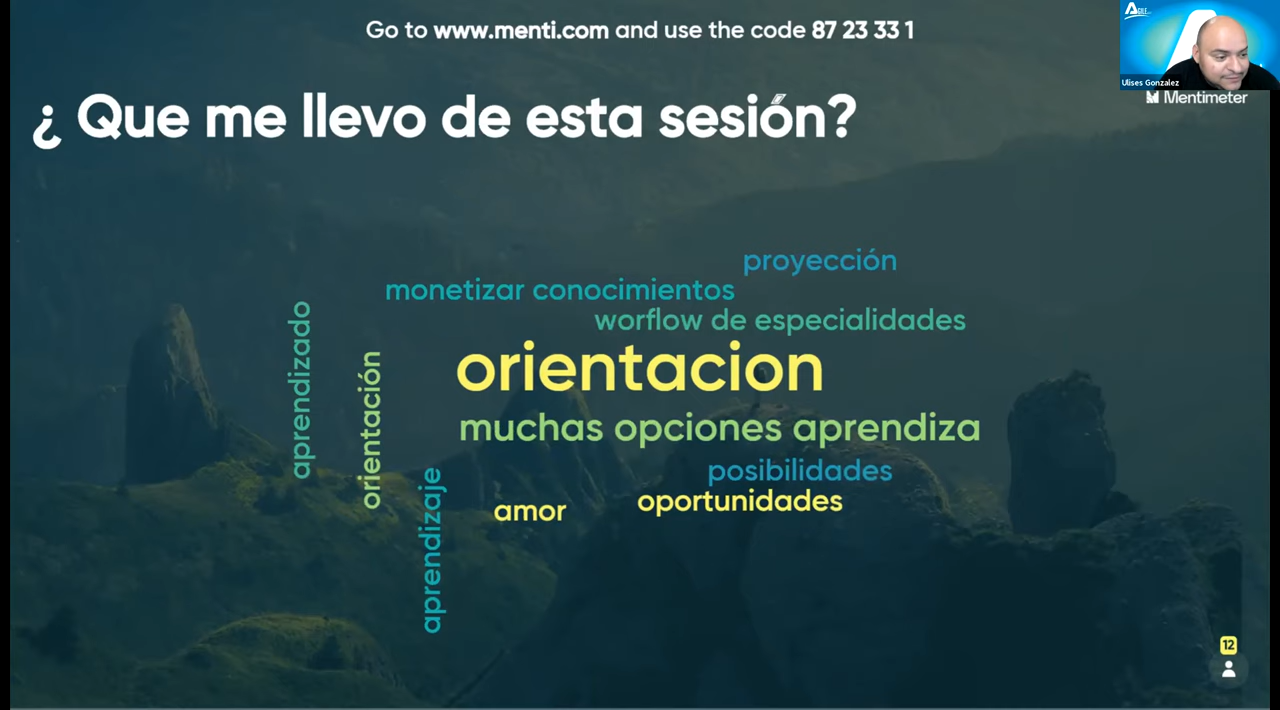 Go to www.menti.com and use the code 87 23 33 1
AGILE
Ulises Gonzalez
Mentimeter
¿ Que me llevo de esta sesión?
proyección
monetizar conocimientos
worflow de especialidades
aprendizado
orientación
orientacion
muchas opciones aprendiza
posibilidades
oportunidades
amor
aprendizaje
12